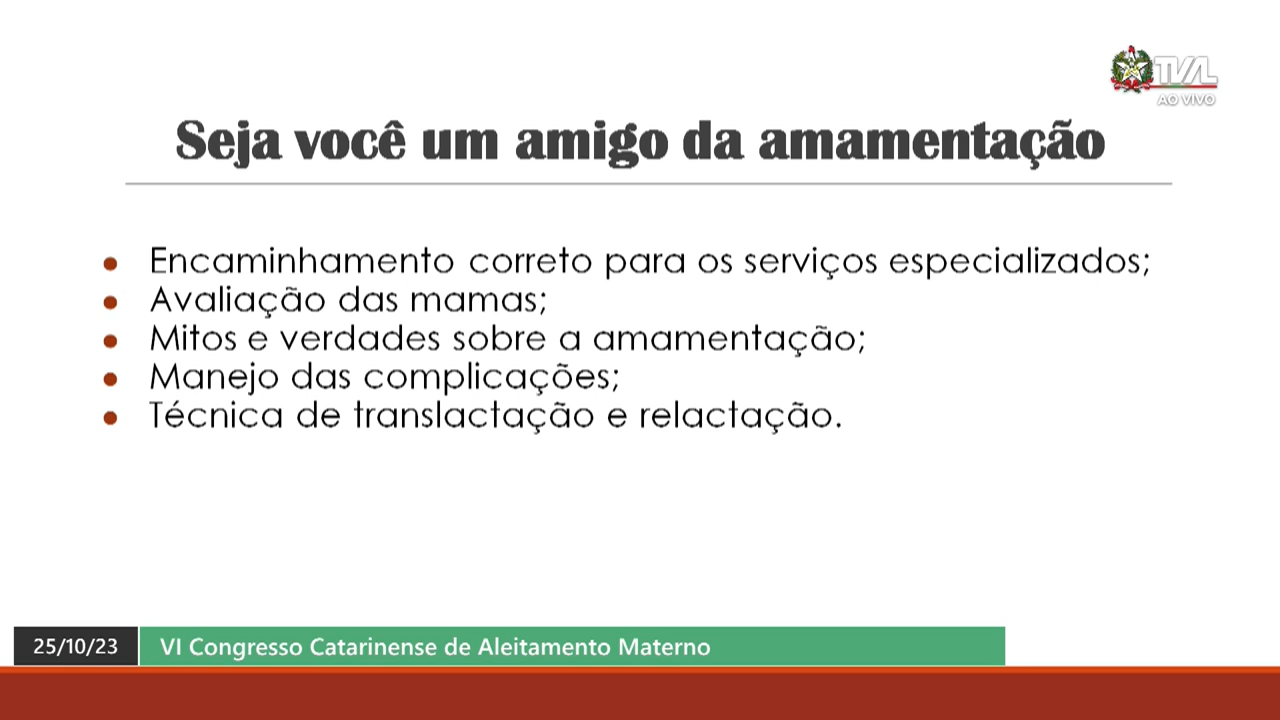 TVAL
AO VIVO
Seja você um amigo da amamentação
Encaminhamento correto para os serviços especializados;
Avaliação das mamas;
Mitos e verdades sobre a amamentação;
Manejo das complicações;
Técnica de translactação e relactação.
25/10/23
VI Congresso Catarinense de Aleitamento Materno